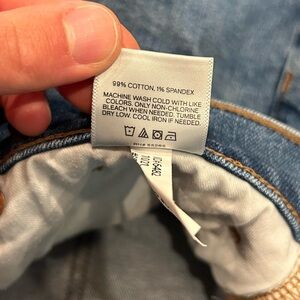 99% COTTON, 1% SPANDEX
MACHINE WASH COLD WITH LIKE
COLORS. ONLY NON-CHLORINE
BLEACH WHEN NEEDED. TUMBLE
DRY LOW. COOL IRON IF NEEDED.